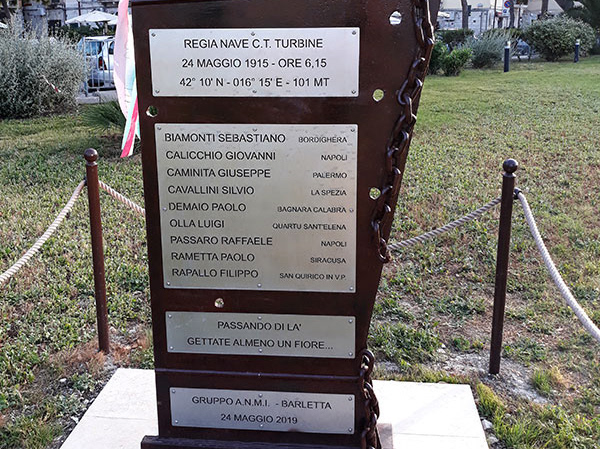 REGIA NAVE C.T. TURBINE
24 MAGGIO 1915 - ORE 6,15
42° 10' N - 016° 15' E - 101 MT
BIAMONTI SEBASTIANO BORDIGHERA
CALICCHIO GIOVANNI NAPOLI
CAMINITA GIUSEPPE PALERMO
CAVALLINI SILVIO LA SPEZIA
DEMAIO PAOLO BAGNARA CALABRA
OLLA LUIGI QUARTU SANT'ELENA
PASSARO RAFFAELE NAPOLI
RAMETTA PAOLO SIRACUSA
RAPALLO FILIPPO SAN QUIRICO IN V.P.
PASSANDO DI LA'
GETTATE ALMENO UN FIORE...
GRUPPO A.N.M.I. - BARLETTA
24 MAGGIO 2019